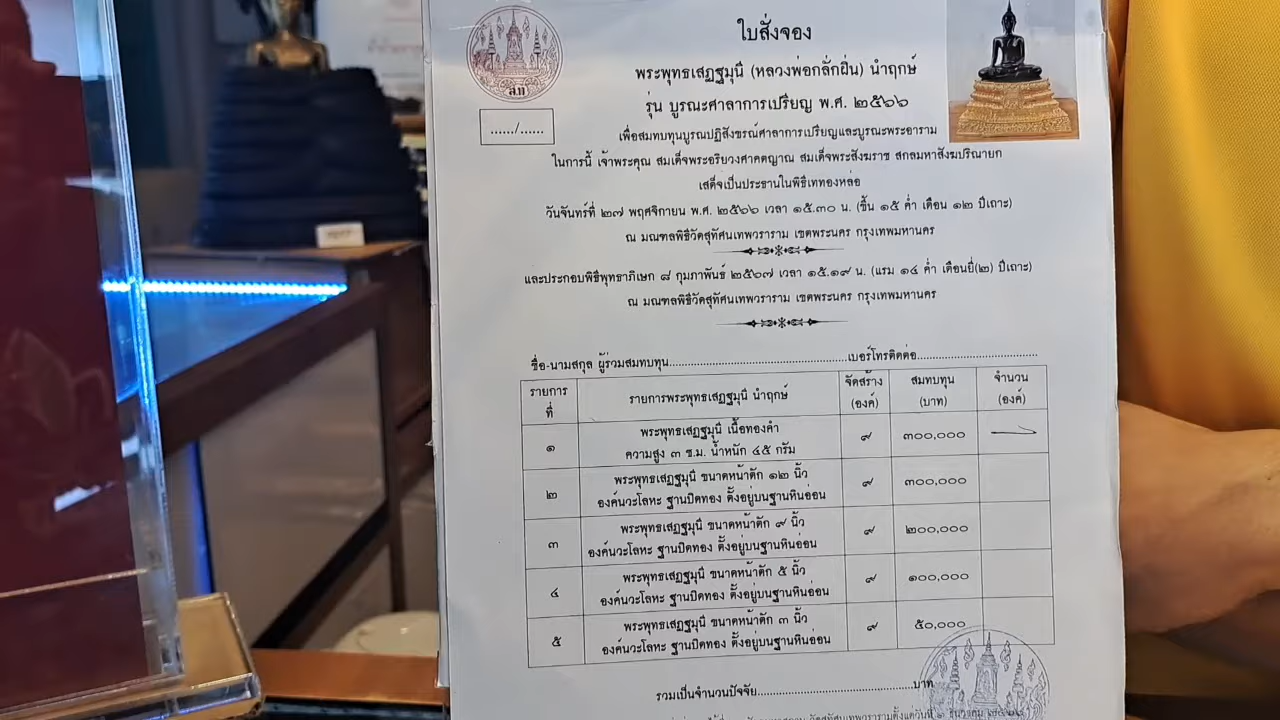 ใบสั่งจอง
พระพุทธเสฏฐมุนี (หลวงพ่อกลักฝิ่น) นำฤกษ์
รุ่น บูรณะศาลาการเปรียญ พ.ศ. ๒๕๖๖
ส.ท
....../......
เพื่อสมทบทุนบูรณปฏิสังขรณ์ศาลาการเปรียญและบูรณะพระอาราม
ในการนี้ เจ้าพระคุณ สมเด็จพระอริยวงศาคตญาณ สมเด็จพระสังฆราช สกลมหาสังฆปริณายก
เสด็จเป็นประธานในพิธีเททองหล่อ
วันจันทร์ที่ ๒๗ พฤศจิกายน พ.ศ. ๒๕๖๖ เวลา ๑๕.๓๐ น. (ขึ้น ๑๕ ค่ำ เดือน ๑๒ ปีเถาะ)
ณ มณฑลพิธีวัดสุทัศนเทพวราราม เขตพระนคร กรุงเทพมหานคร
และประกอบพิธีพุทธาภิเษก ๘ กุมภาพันธ์ ๒๕๖๗ เวลา ๑๕.๑๙ น. (แรม ๑๔ ค่ำ เดือนยี่(๒) ปีเถาะ)
ณ มณฑลพิธีวัดสุทัศนเทพวราราม เขตพระนคร กรุงเทพมหานคร
ชื่อ-นามสกุล ผู้ร่วมสมทบทุน..................................................เบอร์โทรติดต่อ..................................
รายการที่ รายการพระพุทธเสฏฐมุนี นำฤกษ์ จัดสร้าง (องค์) สมทบทุน (บาท) จำนวน (องค์)
๑ พระพุทธเสฏฐมุนี เนื้อทองคำ ๙ ๓๐๐,๐๐๐
ความสูง ๓ ซ.ม. น้ำหนัก ๔๕ กรัม
๒ พระพุทธเสฏฐมุนี ขนาดหน้าตัก ๑๒ นิ้ว ๙ ๓๐๐,๐๐๐
องค์นวะโลหะ ฐานปิดทอง ตั้งอยู่บนฐานหินอ่อน
๓ พระพุทธเสฏฐมุนี ขนาดหน้าตัก ๙ นิ้ว ๙ ๒๐๐,๐๐๐
องค์นวะโลหะ ฐานปิดทอง ตั้งอยู่บนฐานหินอ่อน
๔ พระพุทธเสฏฐมุนี ขนาดหน้าตัก ๕ นิ้ว ๙ ๑๐๐,๐๐๐
องค์นวะโลหะ ฐานปิดทอง ตั้งอยู่บนฐานหินอ่อน
๕ พระพุทธเสฏฐมุนี ขนาดหน้าตัก ๓ นิ้ว ๙ ๕๐,๐๐๐
องค์นวะโลหะ ฐานปิดทอง ตั้งอยู่บนฐานหินอ่อน
รวมเป็นจำนวนปัจจัย..................................................บาท
วัดสุทัศนเทพวรารามตั้งแต่วันที่